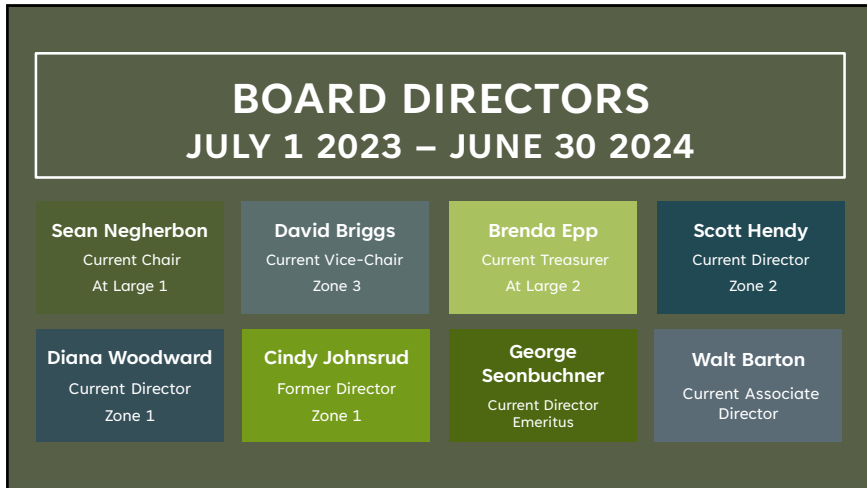 BOARD DIRECTORS
JULY 1 2023 – JUNE 30 2024
Sean Negherbon
Current Chair
At Large 1
David Briggs
Current Vice-Chair
Zone 3
Brenda Epp
Current Treasurer
At Large 2
Scott Hendy
Current Director
Zone 2
Diana Woodward
Current Director
Zone 1
Cindy Johnsrud
Former Director
Zone 1
George
Seonbuchner
Current Director
Emeritus
Walt Barton
Current Associate
Director